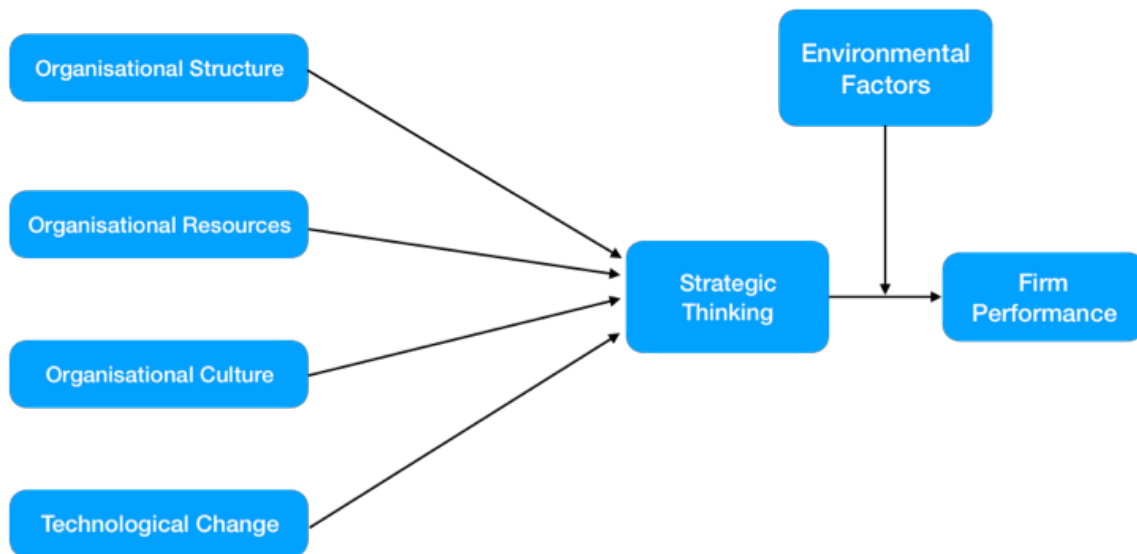 Organisational Structure
Environmental
Factors
Organisational Resources
Strategic
Thinking
Firm
Performance
Organisational Culture
Technological Change